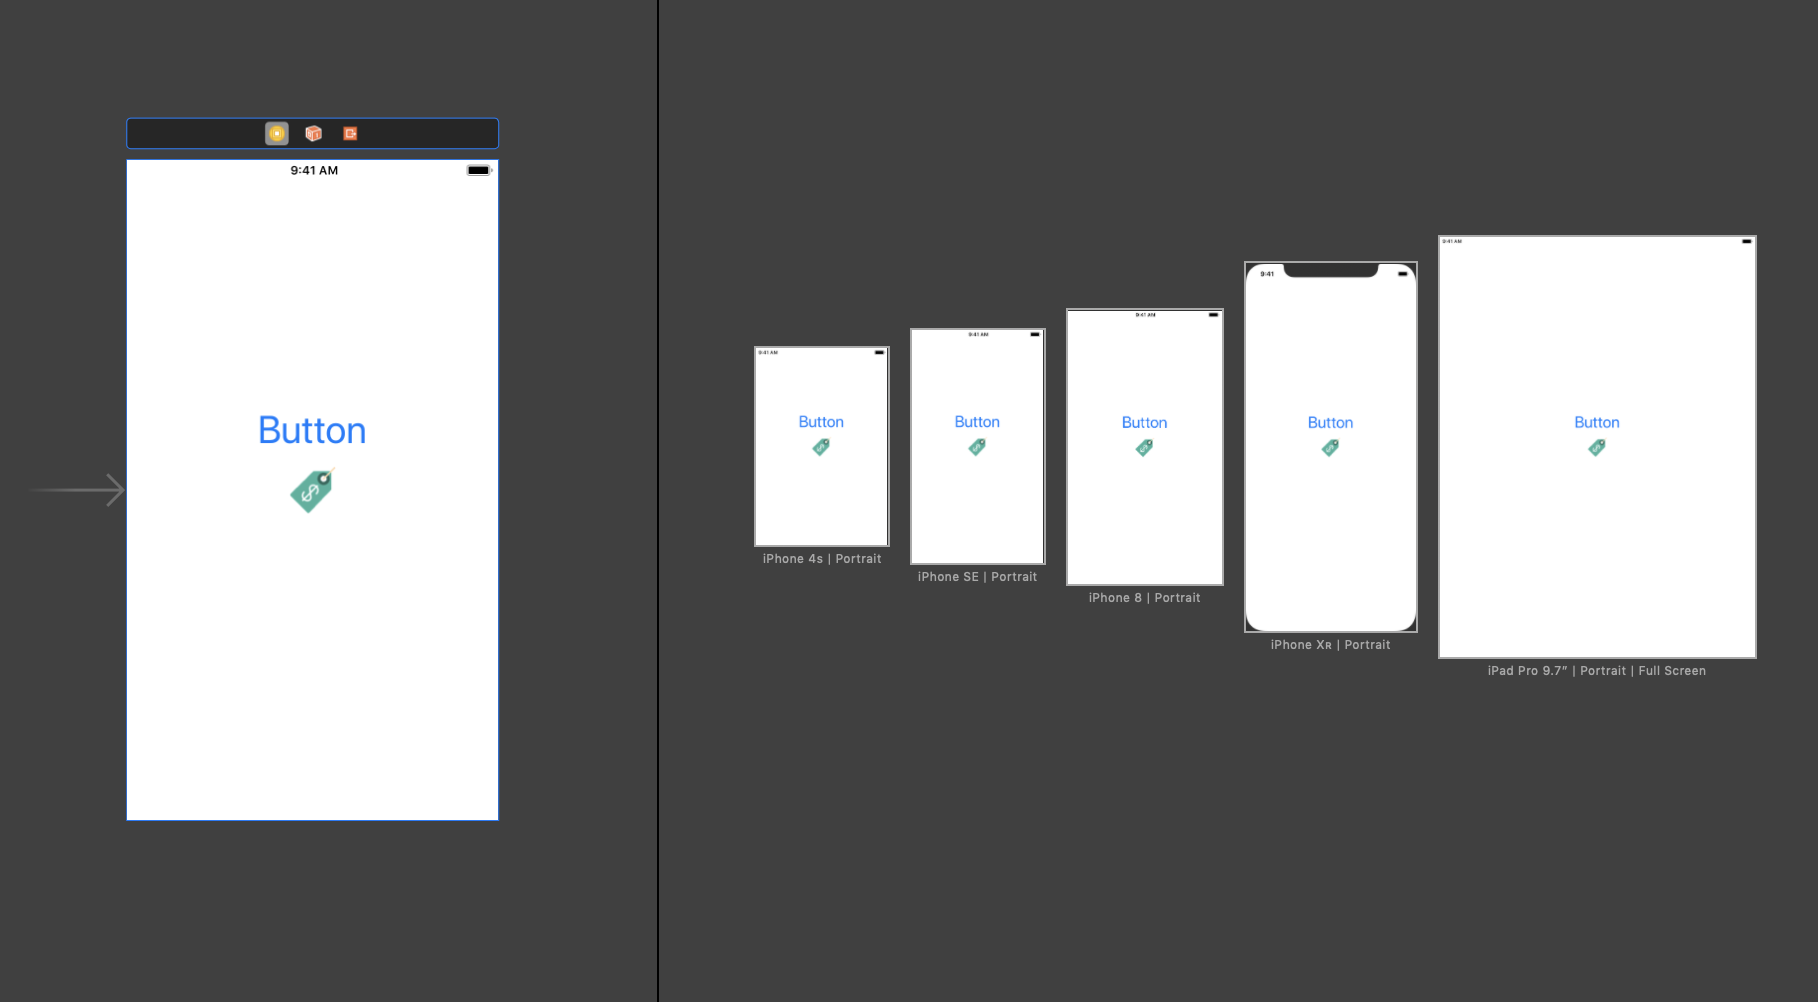 9:41 AM
Button
$
9:41 AM
Button
$
iPhone 4s | Portrait
9:41 AM
Button
$
iPhone SE | Portrait
9:41 AM
Button
$
iPhone 8 | Portrait
9:41
Button
$
iPhone Xʀ | Portrait
9:41 AM
Button
$
iPad Pro 9.7” | Portrait | Full Screen